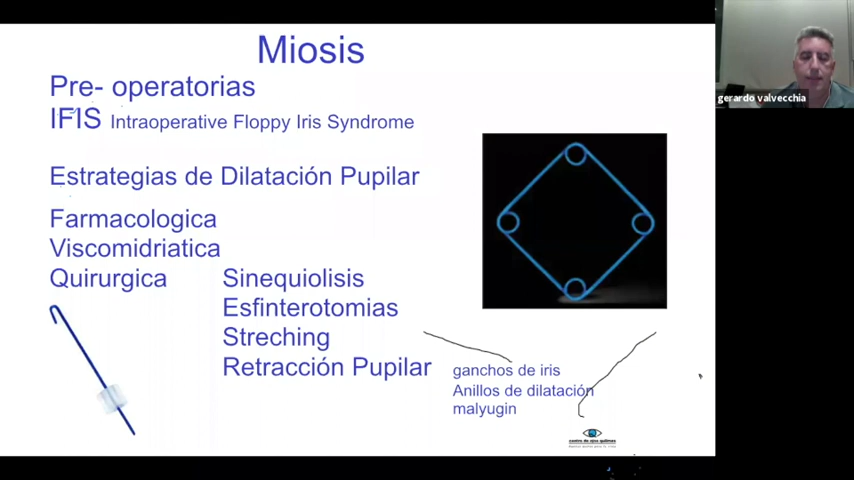 Miosis
Pre- operatorias
IFIS Intraoperative Floppy Iris Syndrome
Estrategias de Dilatación Pupilar
Farmacologica
Viscomidriatica
Quirurgica Sinequiolisis
Esfinterotomias
Streching
Retracción Pupilar
ganchos de iris
Anillos de dilatación
malyugin
centro de ojos quilmes
gerardo valvecchia